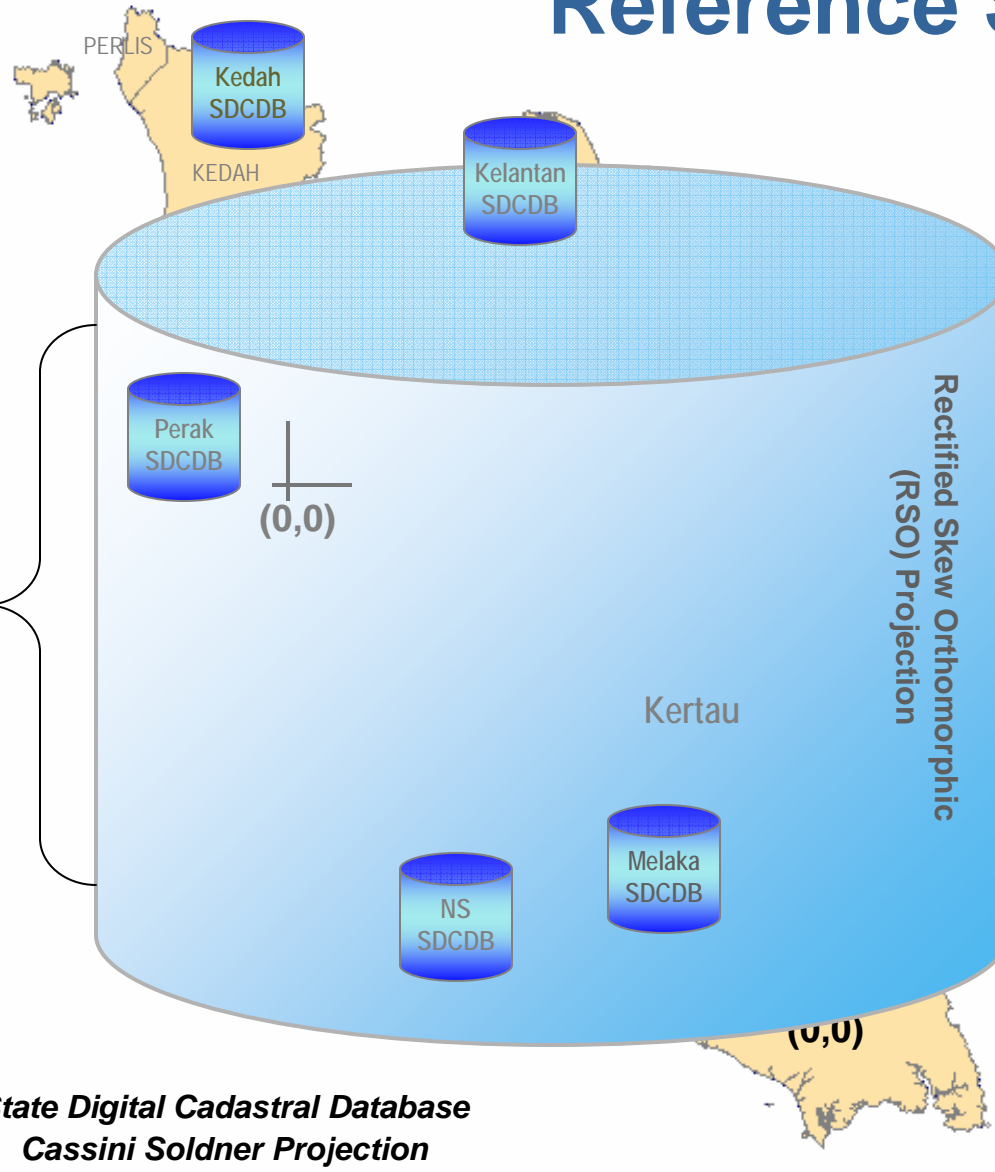 Reference
PERLIS
Kedah
SDCDB
KEDAH
Kelantan
SDCDB
Perak
SDCDB
(0,0)
Rectified Skew Orthomorphic
(RSO) Projection
Kertau
Melaka
SDCDB
NS
SDCDB
(0,0)
State Digital Cadastral Database
Cassini Soldner Projection